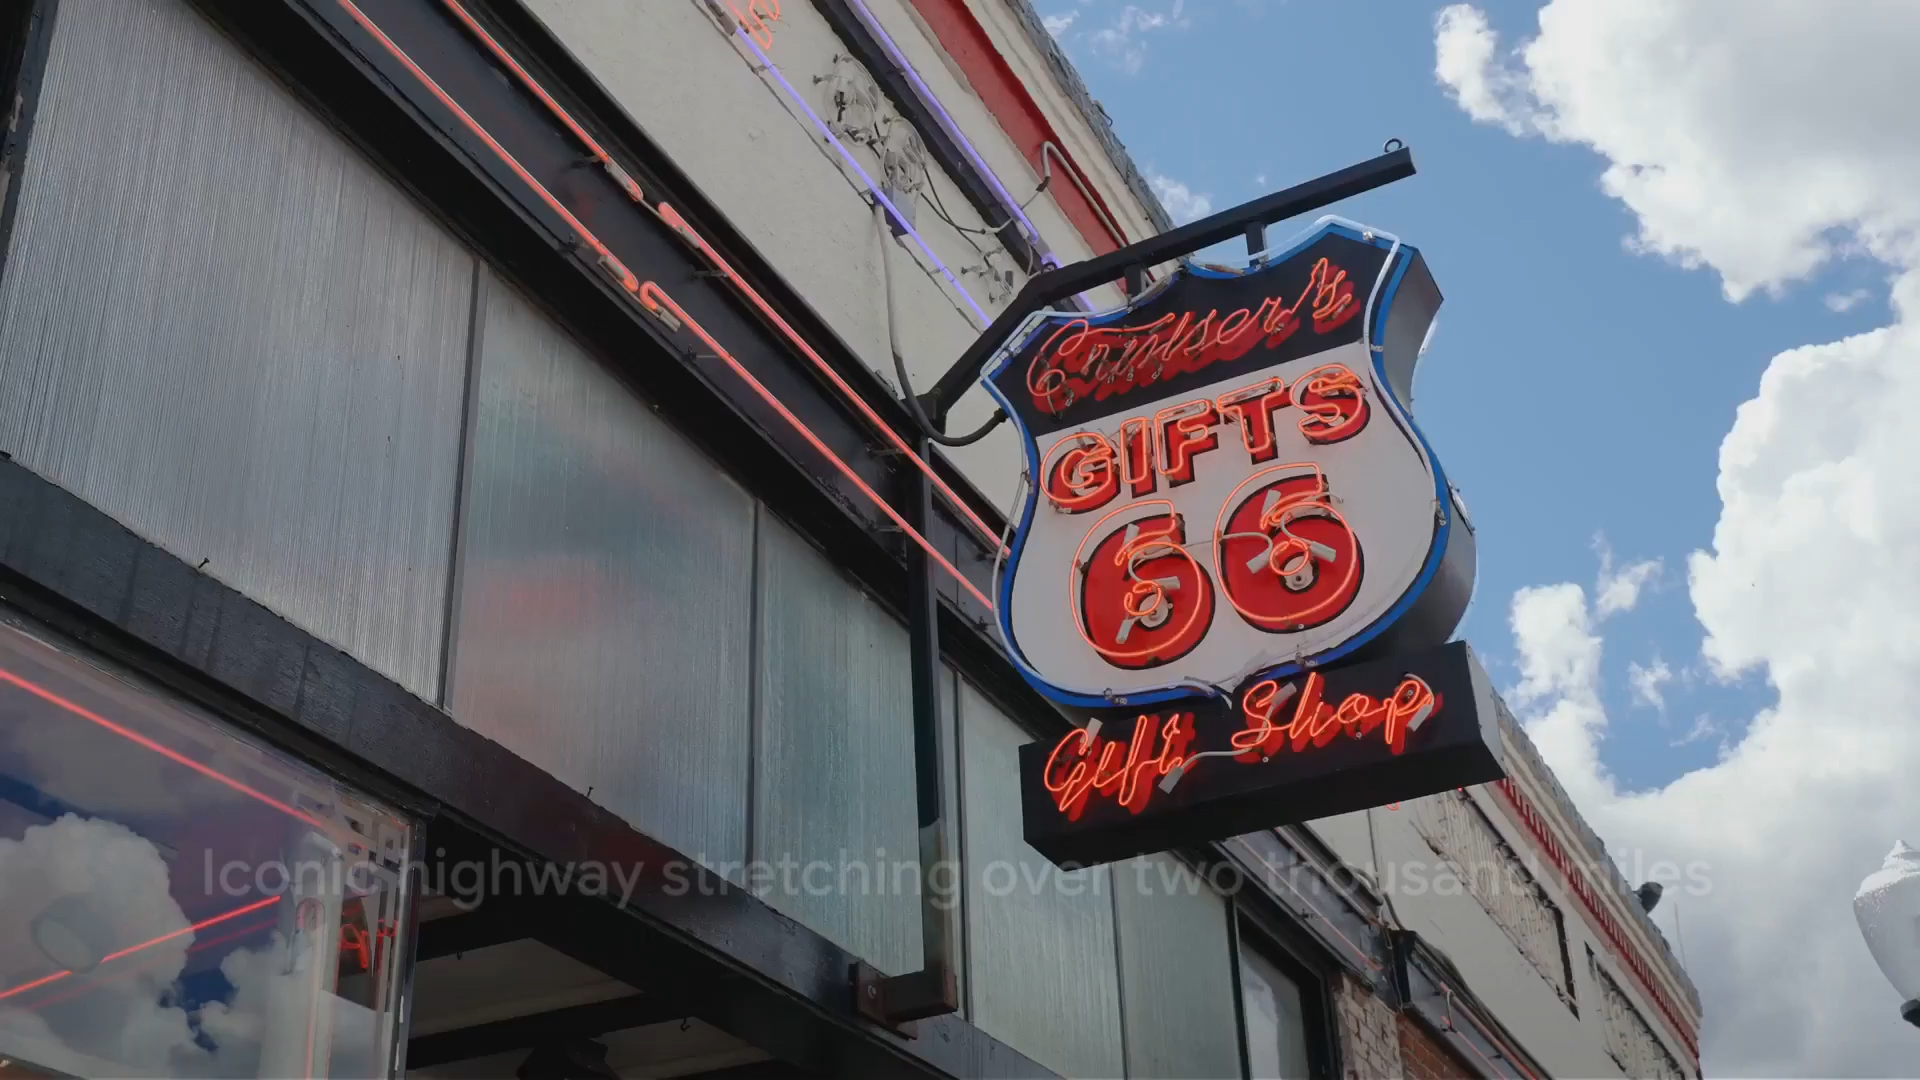 Cruiser's
GIFTS
66
Gift Shop
Iconic highway stretching over two thousand miles